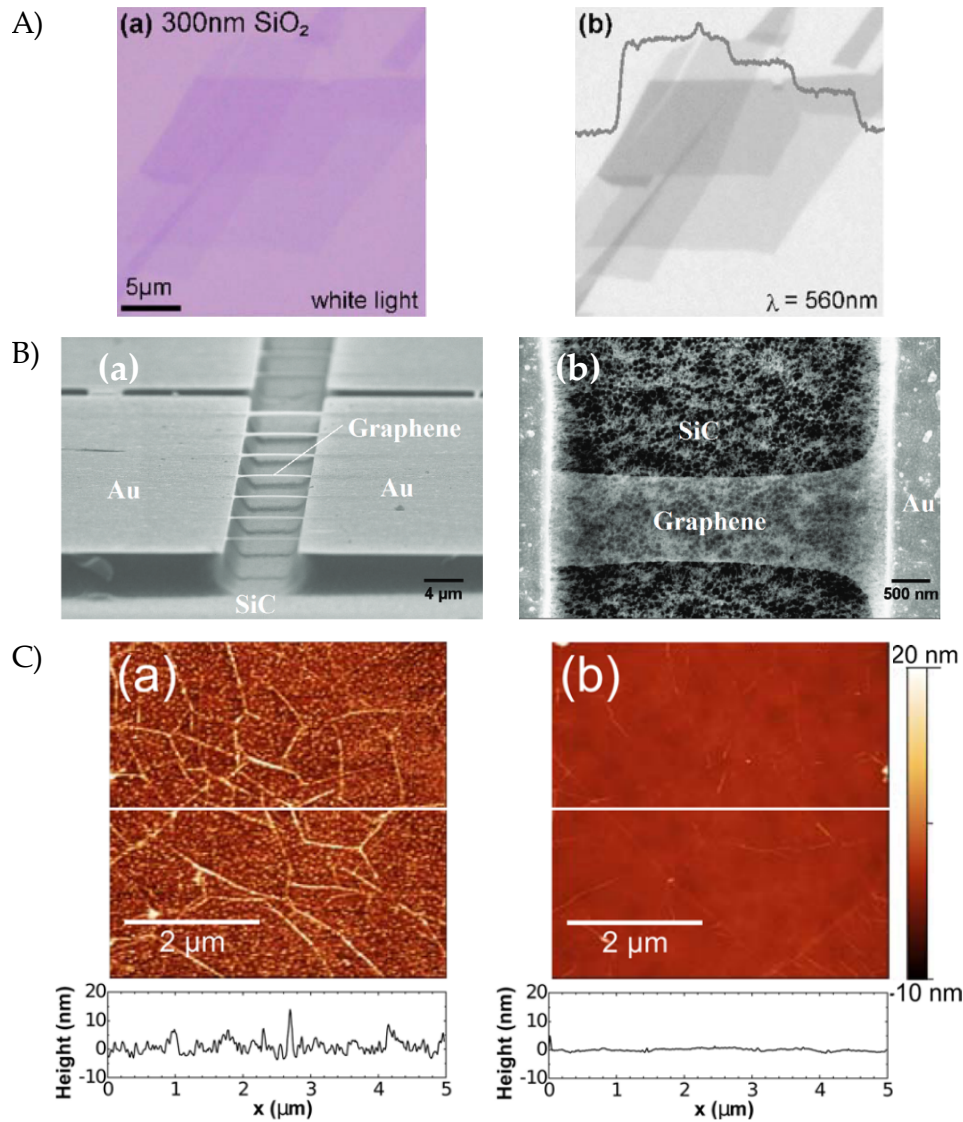 A)
(a) 300nm SiO₂
5μm
white light
(b)
λ = 560nm
B)
(a)
Graphene
Au
Au
SiC
4 μm
(b)
SiC
Graphene
Au
500 nm
C)
(a)
2 μm
Height (nm)
20
10
0
-10
0 1 2 3 4 5
x (μm)
(b)
2 μm
20 nm
-10 nm
Height (nm)
20
10
0
-10
0 1 2 3 4 5
x (μm)